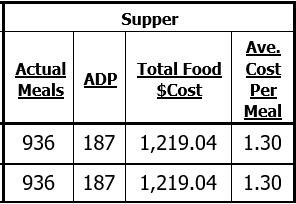 Supper
Actual Meals ADP Total Food $Cost Ave. Cost Per Meal
936 187 1,219.04 1.30
936 187 1,219.04 1.30